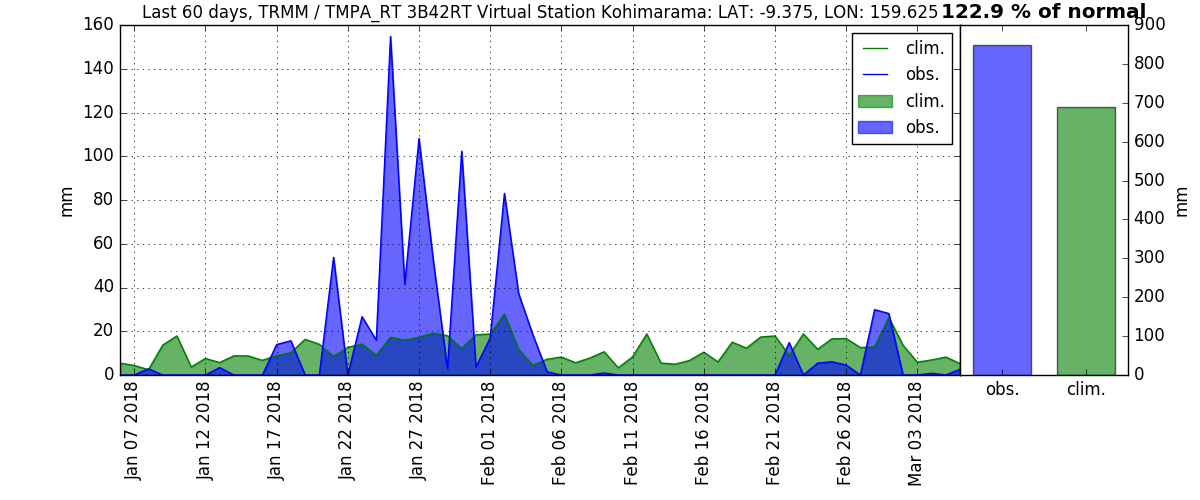 Last 60 days, TRMM / TMPA_RT 3B42RT Virtual Station Kohimarama: LAT: -9.375, LON: 159.625
122.9 % of normal
160
140
120
100
80
60
40
20
0
mm
clim.
obs.
clim.
obs.
900
800
700
600
500
400
300
200
100
0
mm
Jan 07 2018
Jan 12 2018
Jan 17 2018
Jan 22 2018
Jan 27 2018
Feb 01 2018
Feb 06 2018
Feb 11 2018
Feb 16 2018
Feb 21 2018
Feb 26 2018
Mar 03 2018
obs.
clim.